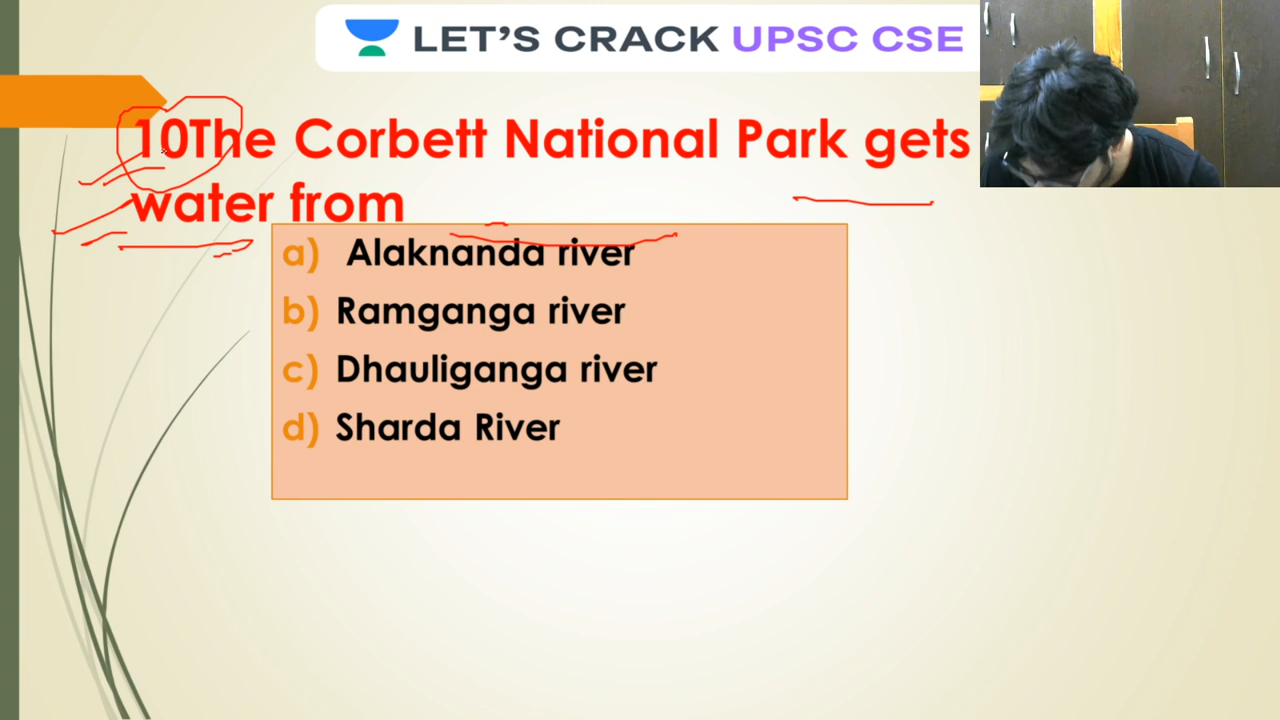 LET'S CRACK UPSC CSE
10The Corbett National Park gets
water from
a) Alaknanda river
b) Ramganga river
c) Dhauliganga river
d) Sharda River